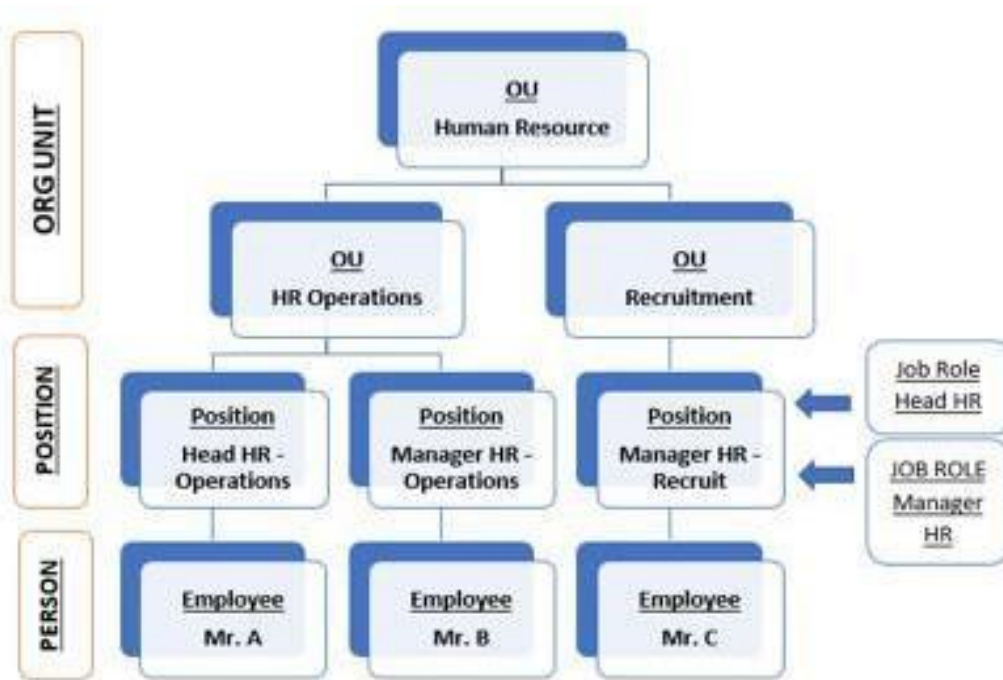 ORG UNIT
OU
Human Resource
OU
HR Operations
OU
Recruitment
POSITION
Position
Head HR -
Operations
Position
Manager HR -
Operations
Position
Manager HR -
Recruit
Job Role
Head HR
JOB ROLE
Manager
HR
PERSON
Employee
Mr. A
Employee
Mr. B
Employee
Mr. C